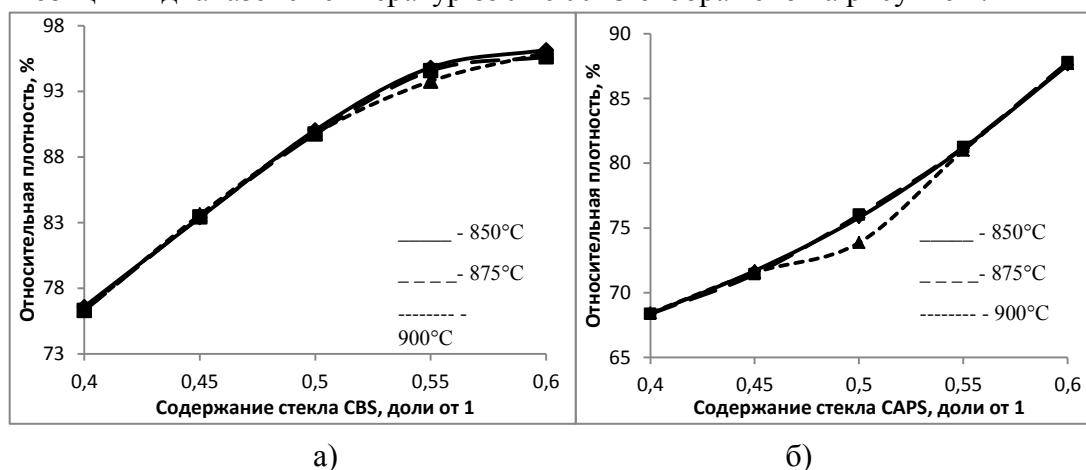 98
93
88
83
78
73
Относительная плотность, %
- 850°C
- 875°C
-
900°C
0,4 0,45 0,5 0,55 0,6
Содержание стекла CBS, доли от 1
90
85
80
75
70
65
Относительная плотность, %
- 850°C
- 875°C
- 900°C
0,4 0,45 0,5 0,55 0,6
Содержание стекла CAPS, доли от 1
а) б)